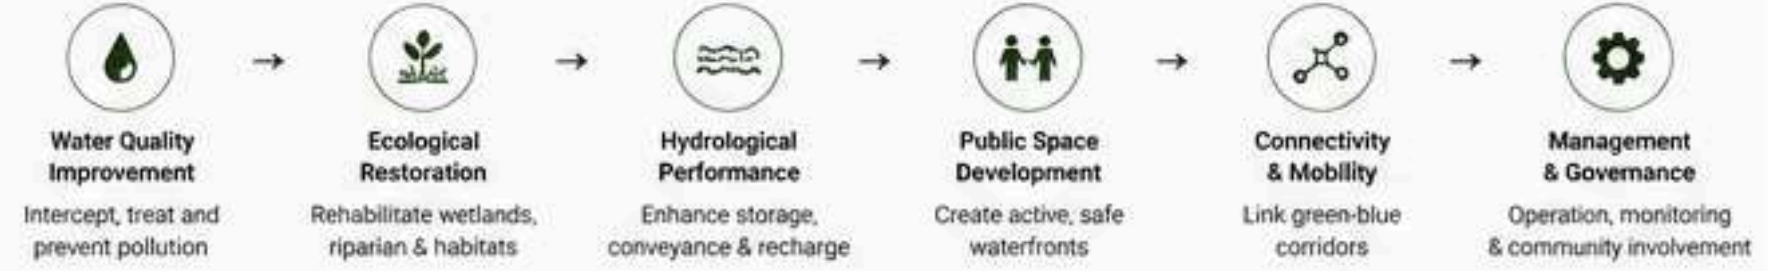 Water Quality
Improvement
Intercept, treat and
prevent pollution
Ecological
Restoration
Rehabilitate wetlands,
riparian & habitats
Hydrological
Performance
Enhance storage,
conveyance & recharge
Public Space
Development
Create active, safe
waterfronts
Connectivity
& Mobility
Link green-blue
corridors
Management
& Governance
Operation, monitoring
& community involvement